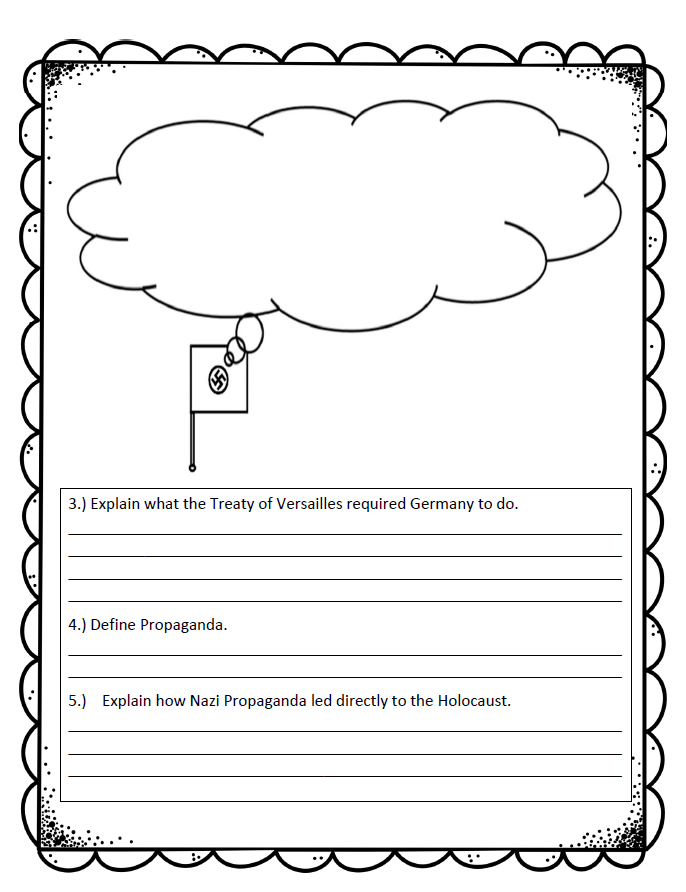 3.) Explain what the Treaty of Versailles required Germany to do.
4.) Define Propaganda.
5.) Explain how Nazi Propaganda led directly to the Holocaust.